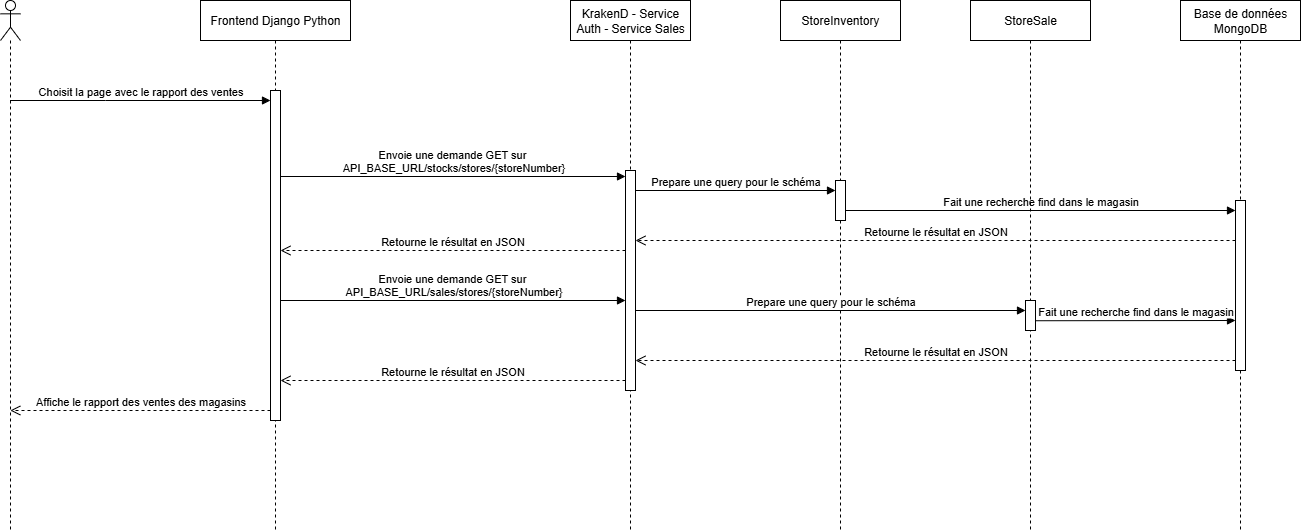 Frontend Django Python
KrakenD - Service
Auth - Service Sales
StoreInventory
StoreSale
Base de données
MongoDB
Choisit la page avec le rapport des ventes
Envoie une demande GET sur
API_BASE_URL/stocks/stores/{storeNumber}
Prepare une query pour le schéma
Fait une recherche find dans le magasin
Retourne le résultat en JSON
Retourne le résultat en JSON
Envoie une demande GET sur
API_BASE_URL/sales/stores/{storeNumber}
Prepare une query pour le schéma
Fait une recherche find dans le magasin
Retourne le résultat en JSON
Retourne le résultat en JSON
Affiche le rapport des ventes des magasins